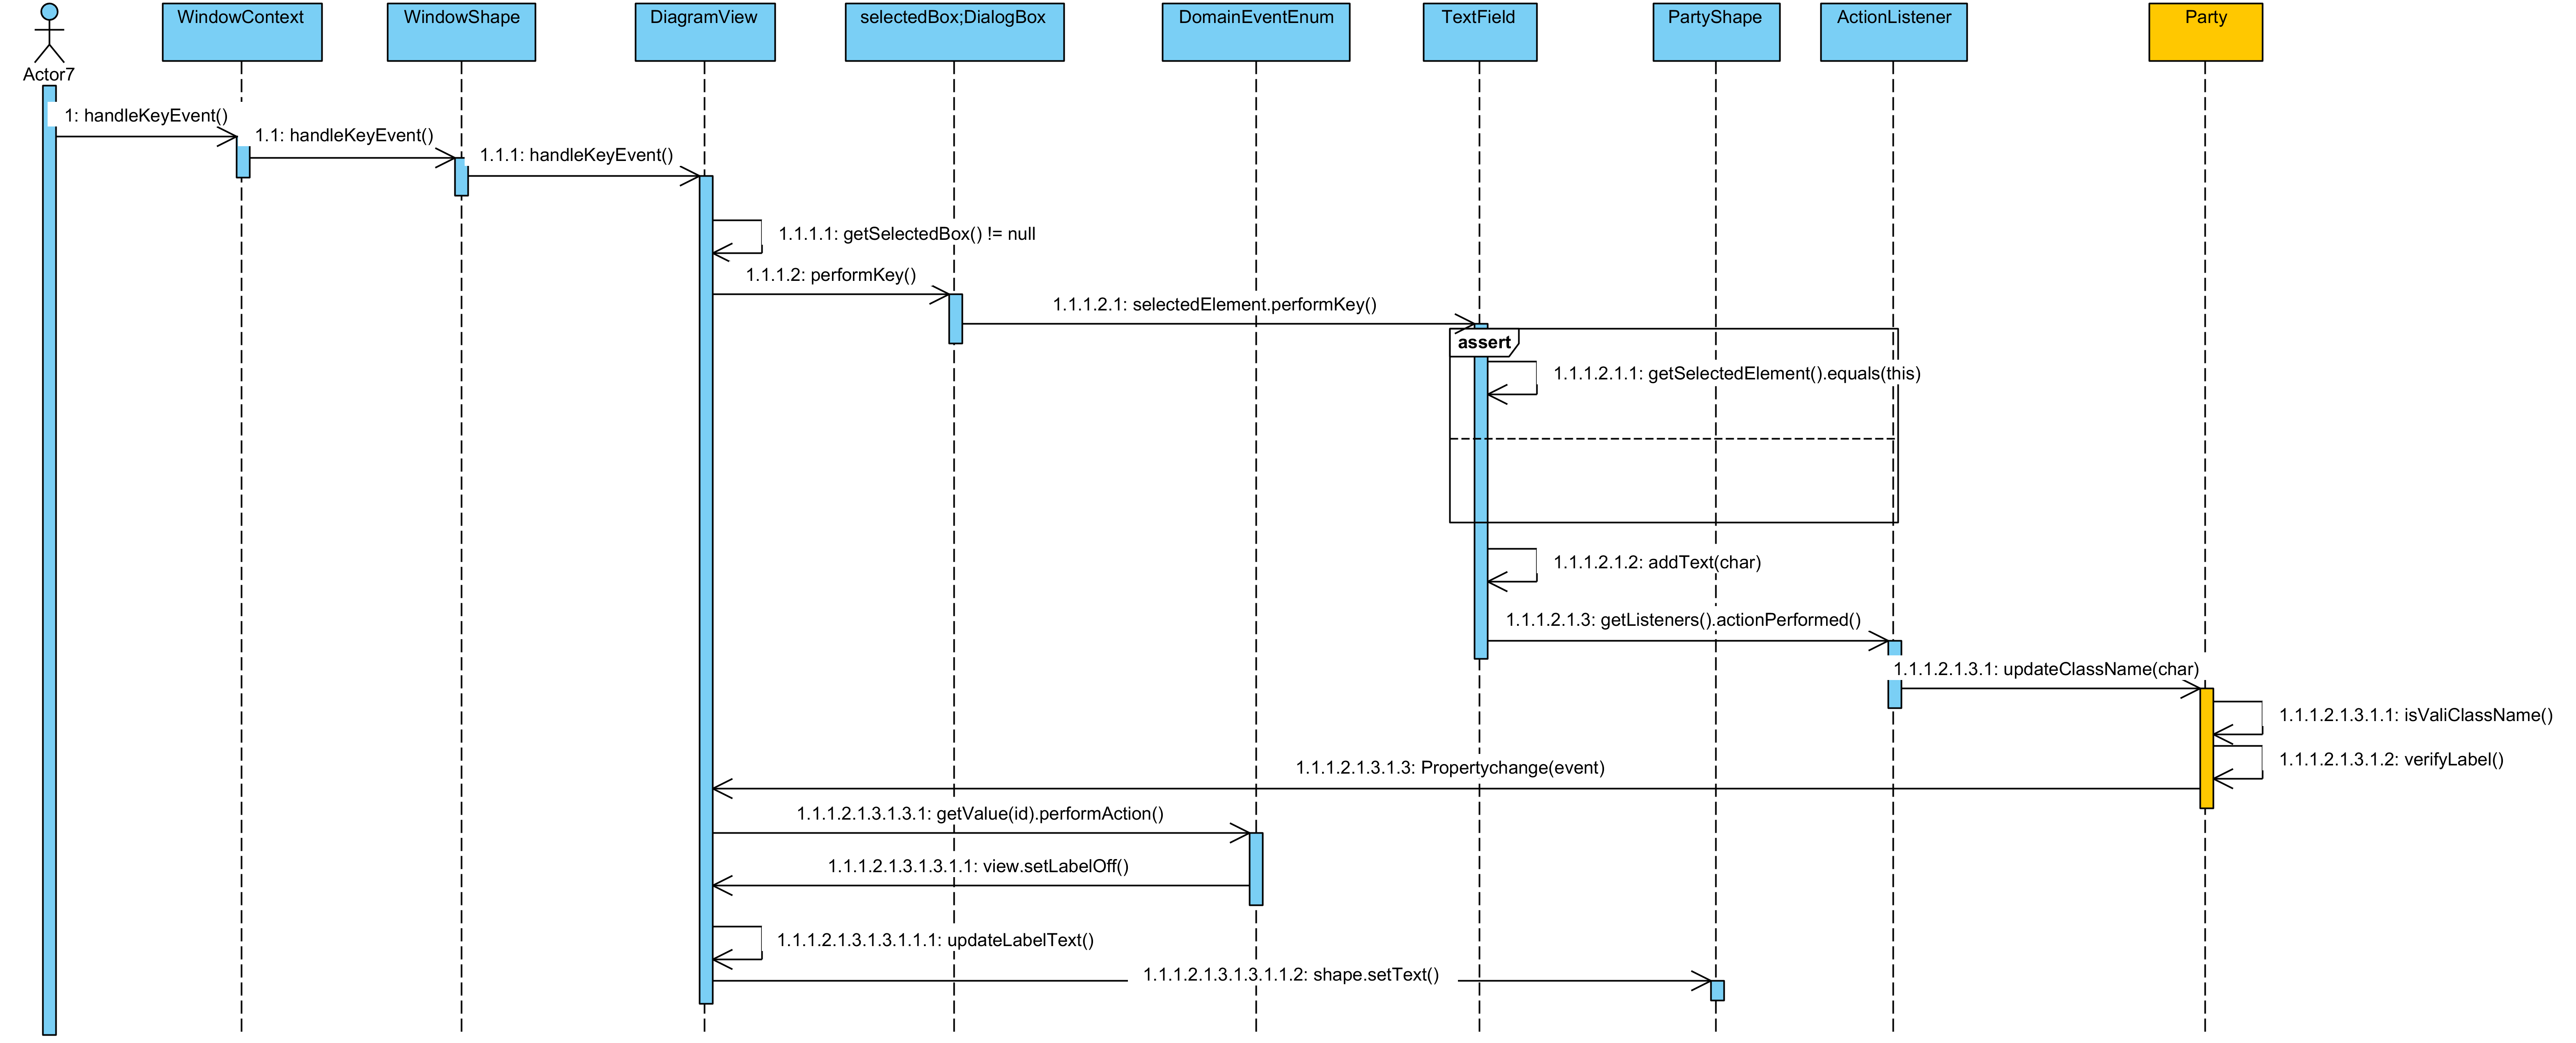 WindowContext
WindowShape
DiagramView
selectedBox;DialogBox
DomainEventEnum
TextField
PartyShape
ActionListener
Party
Actor7
1: handleKeyEvent()
1.1: handleKeyEvent()
1.1.1: handleKeyEvent()
1.1.1.1: getSelectedBox() != null
1.1.1.2: performKey()
1.1.1.2.1: selectedElement.performKey()
assert
1.1.1.2.1.1: getSelectedElement().equals(this)
1.1.1.2.1.2: addText(char)
1.1.1.2.1.3: getListeners().actionPerformed()
1.1.1.2.1.3.1: updateClassName(char)
1.1.1.2.1.3.1.1: isValiClassName()
1.1.1.2.1.3.1.2: verifyLabel()
1.1.1.2.1.3.1.3: Propertychange(event)
1.1.1.2.1.3.1.3.1: getValue(id).performAction()
1.1.1.2.1.3.1.3.1.1: view.setLabelOff()
1.1.1.2.1.3.1.3.1.1.1: updateLabelText()
1.1.1.2.1.3.1.3.1.1.2: shape.setText()